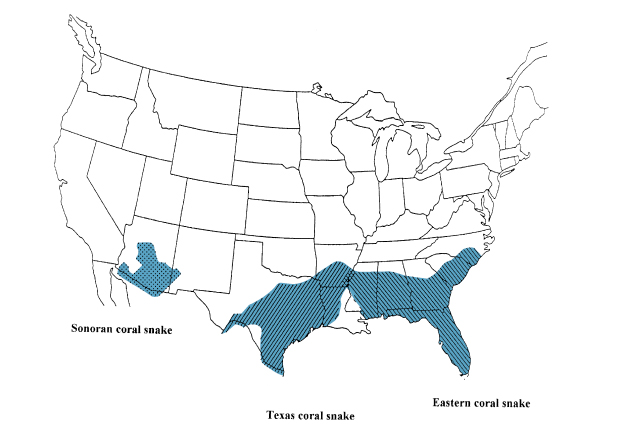 Sonoran coral snake
Texas coral snake
Eastern coral snake